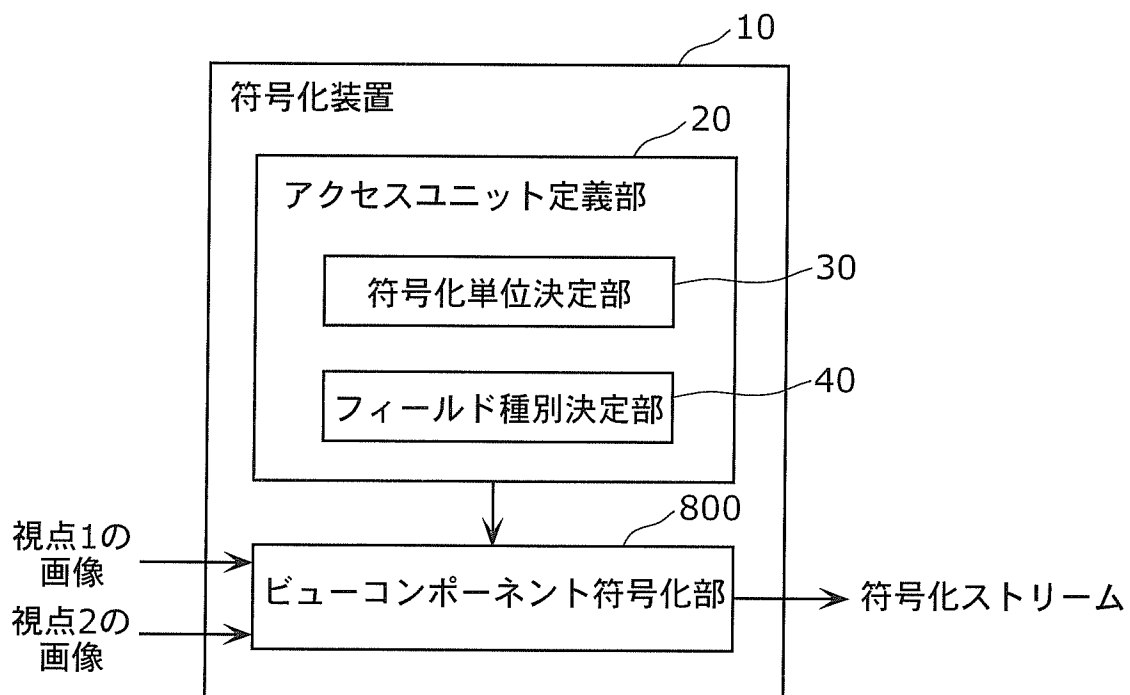 10
符号化装置
20
アクセスユニット定義部
30
符号化単位決定部
40
フィールド種別決定部
800
視点1の
画像
ビューコンポーネント符号化部
符号化ストリーム
視点2の
画像